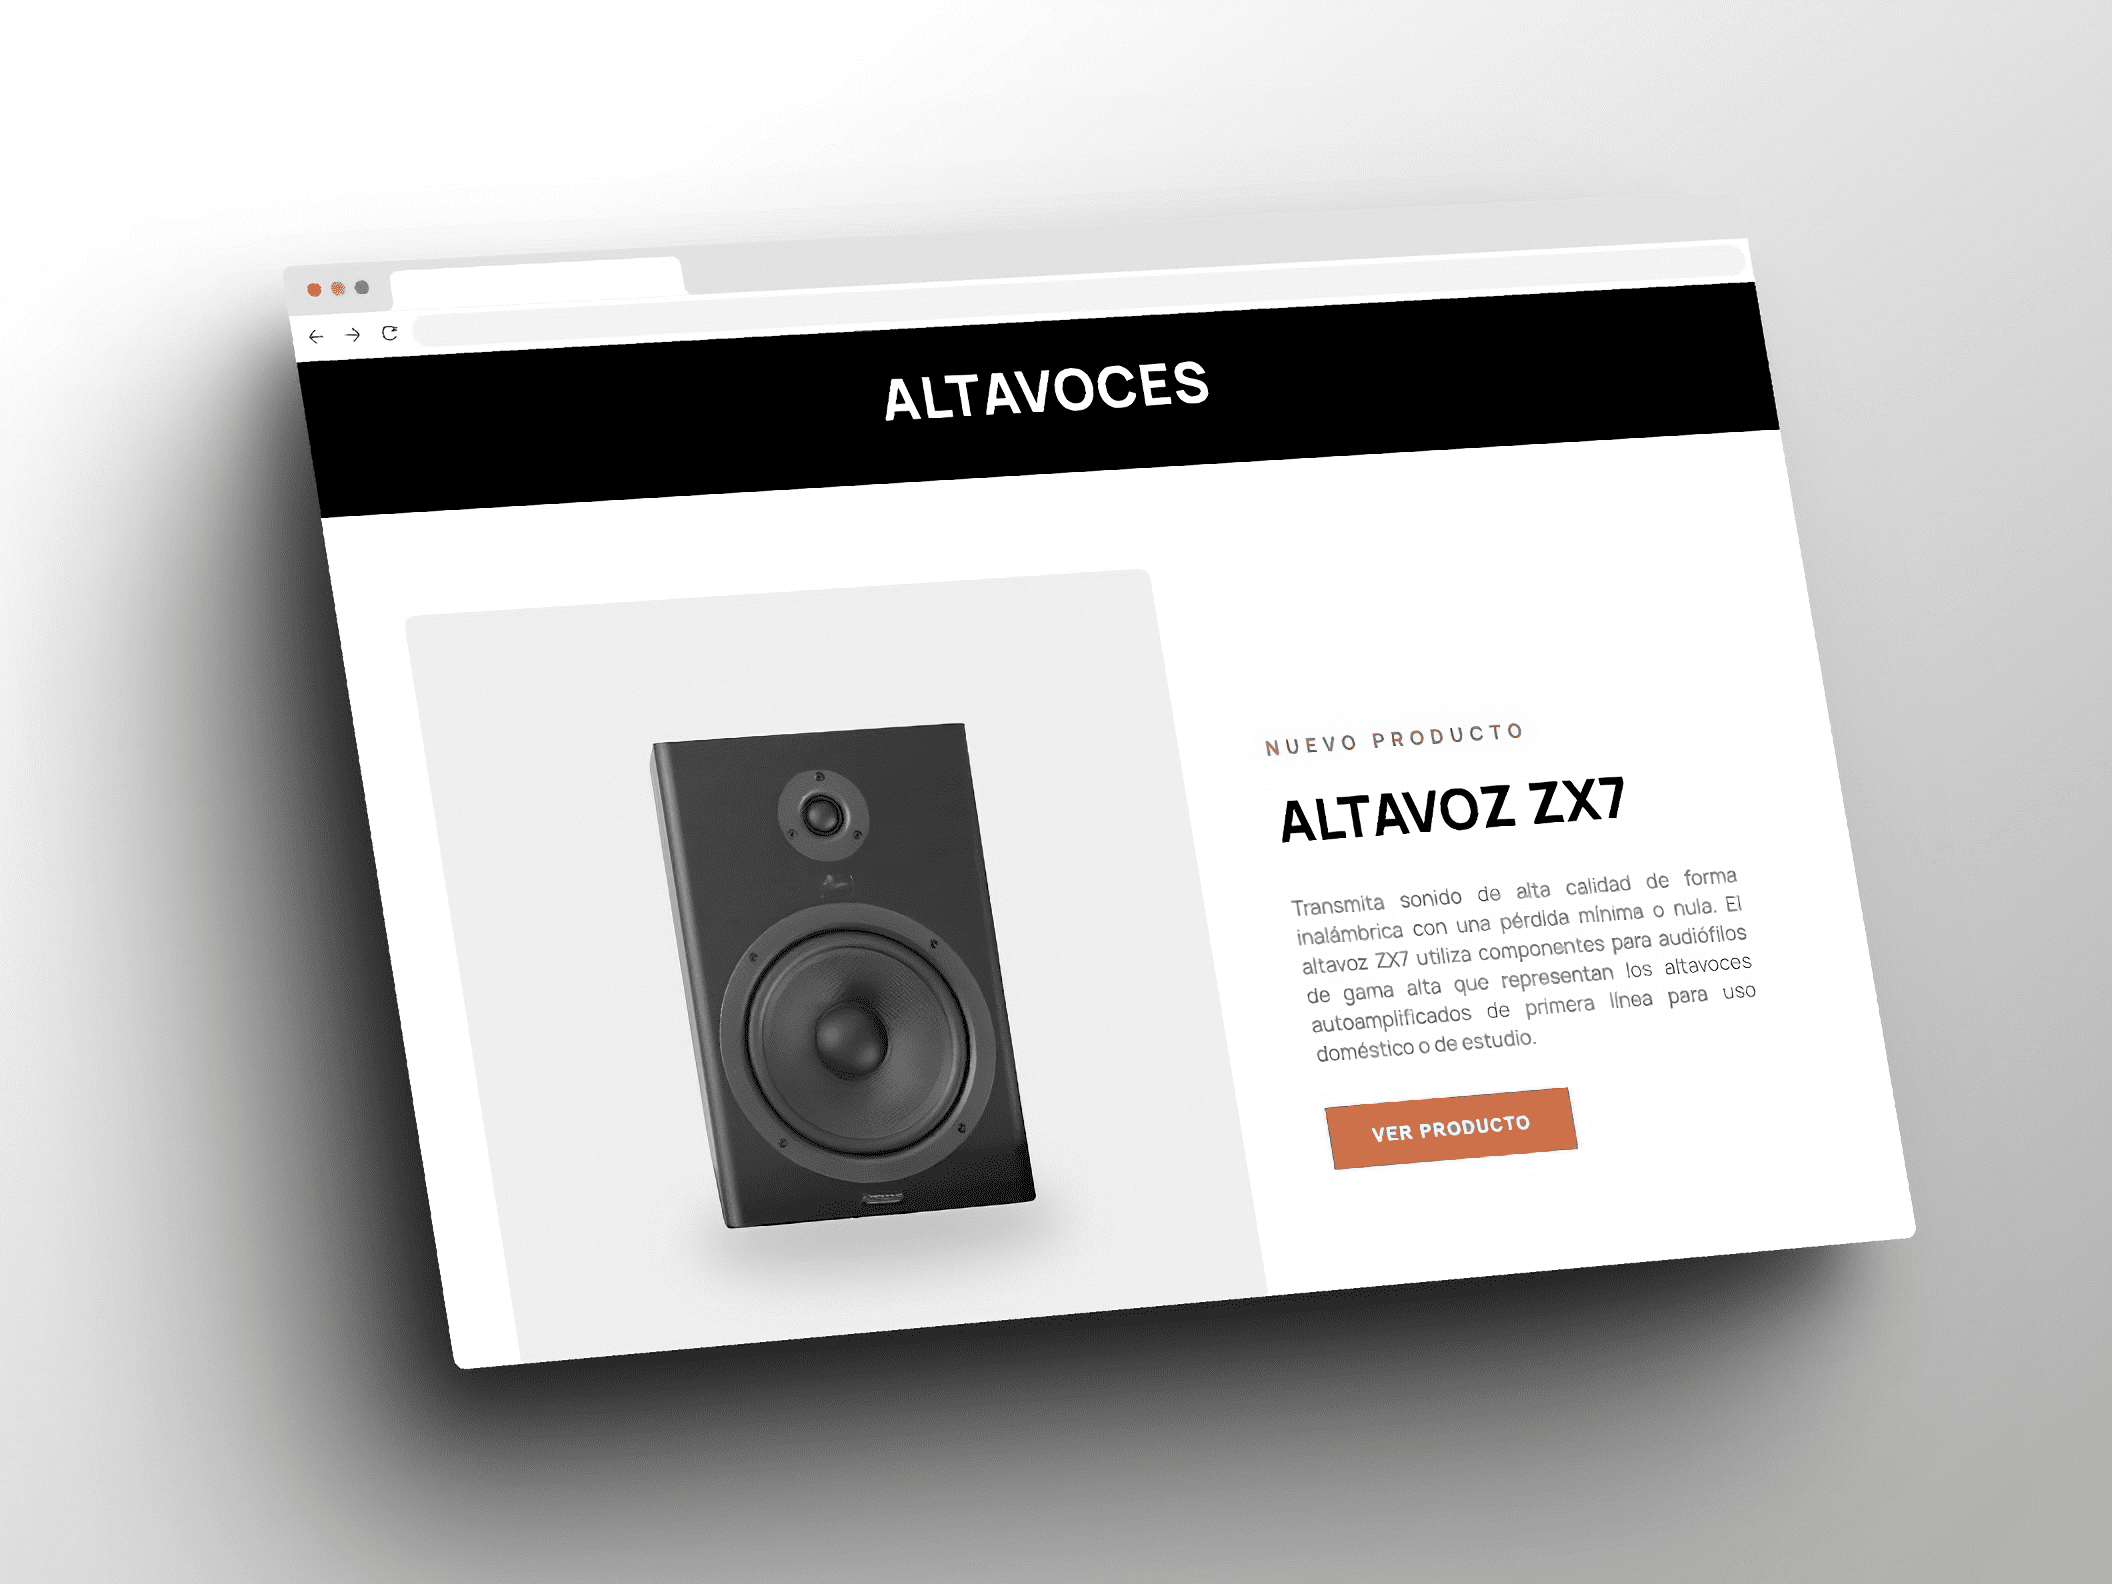 ALTAVOCES
NUEVO PRODUCTO
ALTAVOZ ZX7
Transmita sonido de alta calidad de forma
inalámbrica con una pérdida mínima o nula. El
altavoz ZX7 utiliza componentes para audiófilos
de gama alta que representan los altavoces
autoamplificados de primera línea para uso
doméstico o de estudio.
VER PRODUCTO